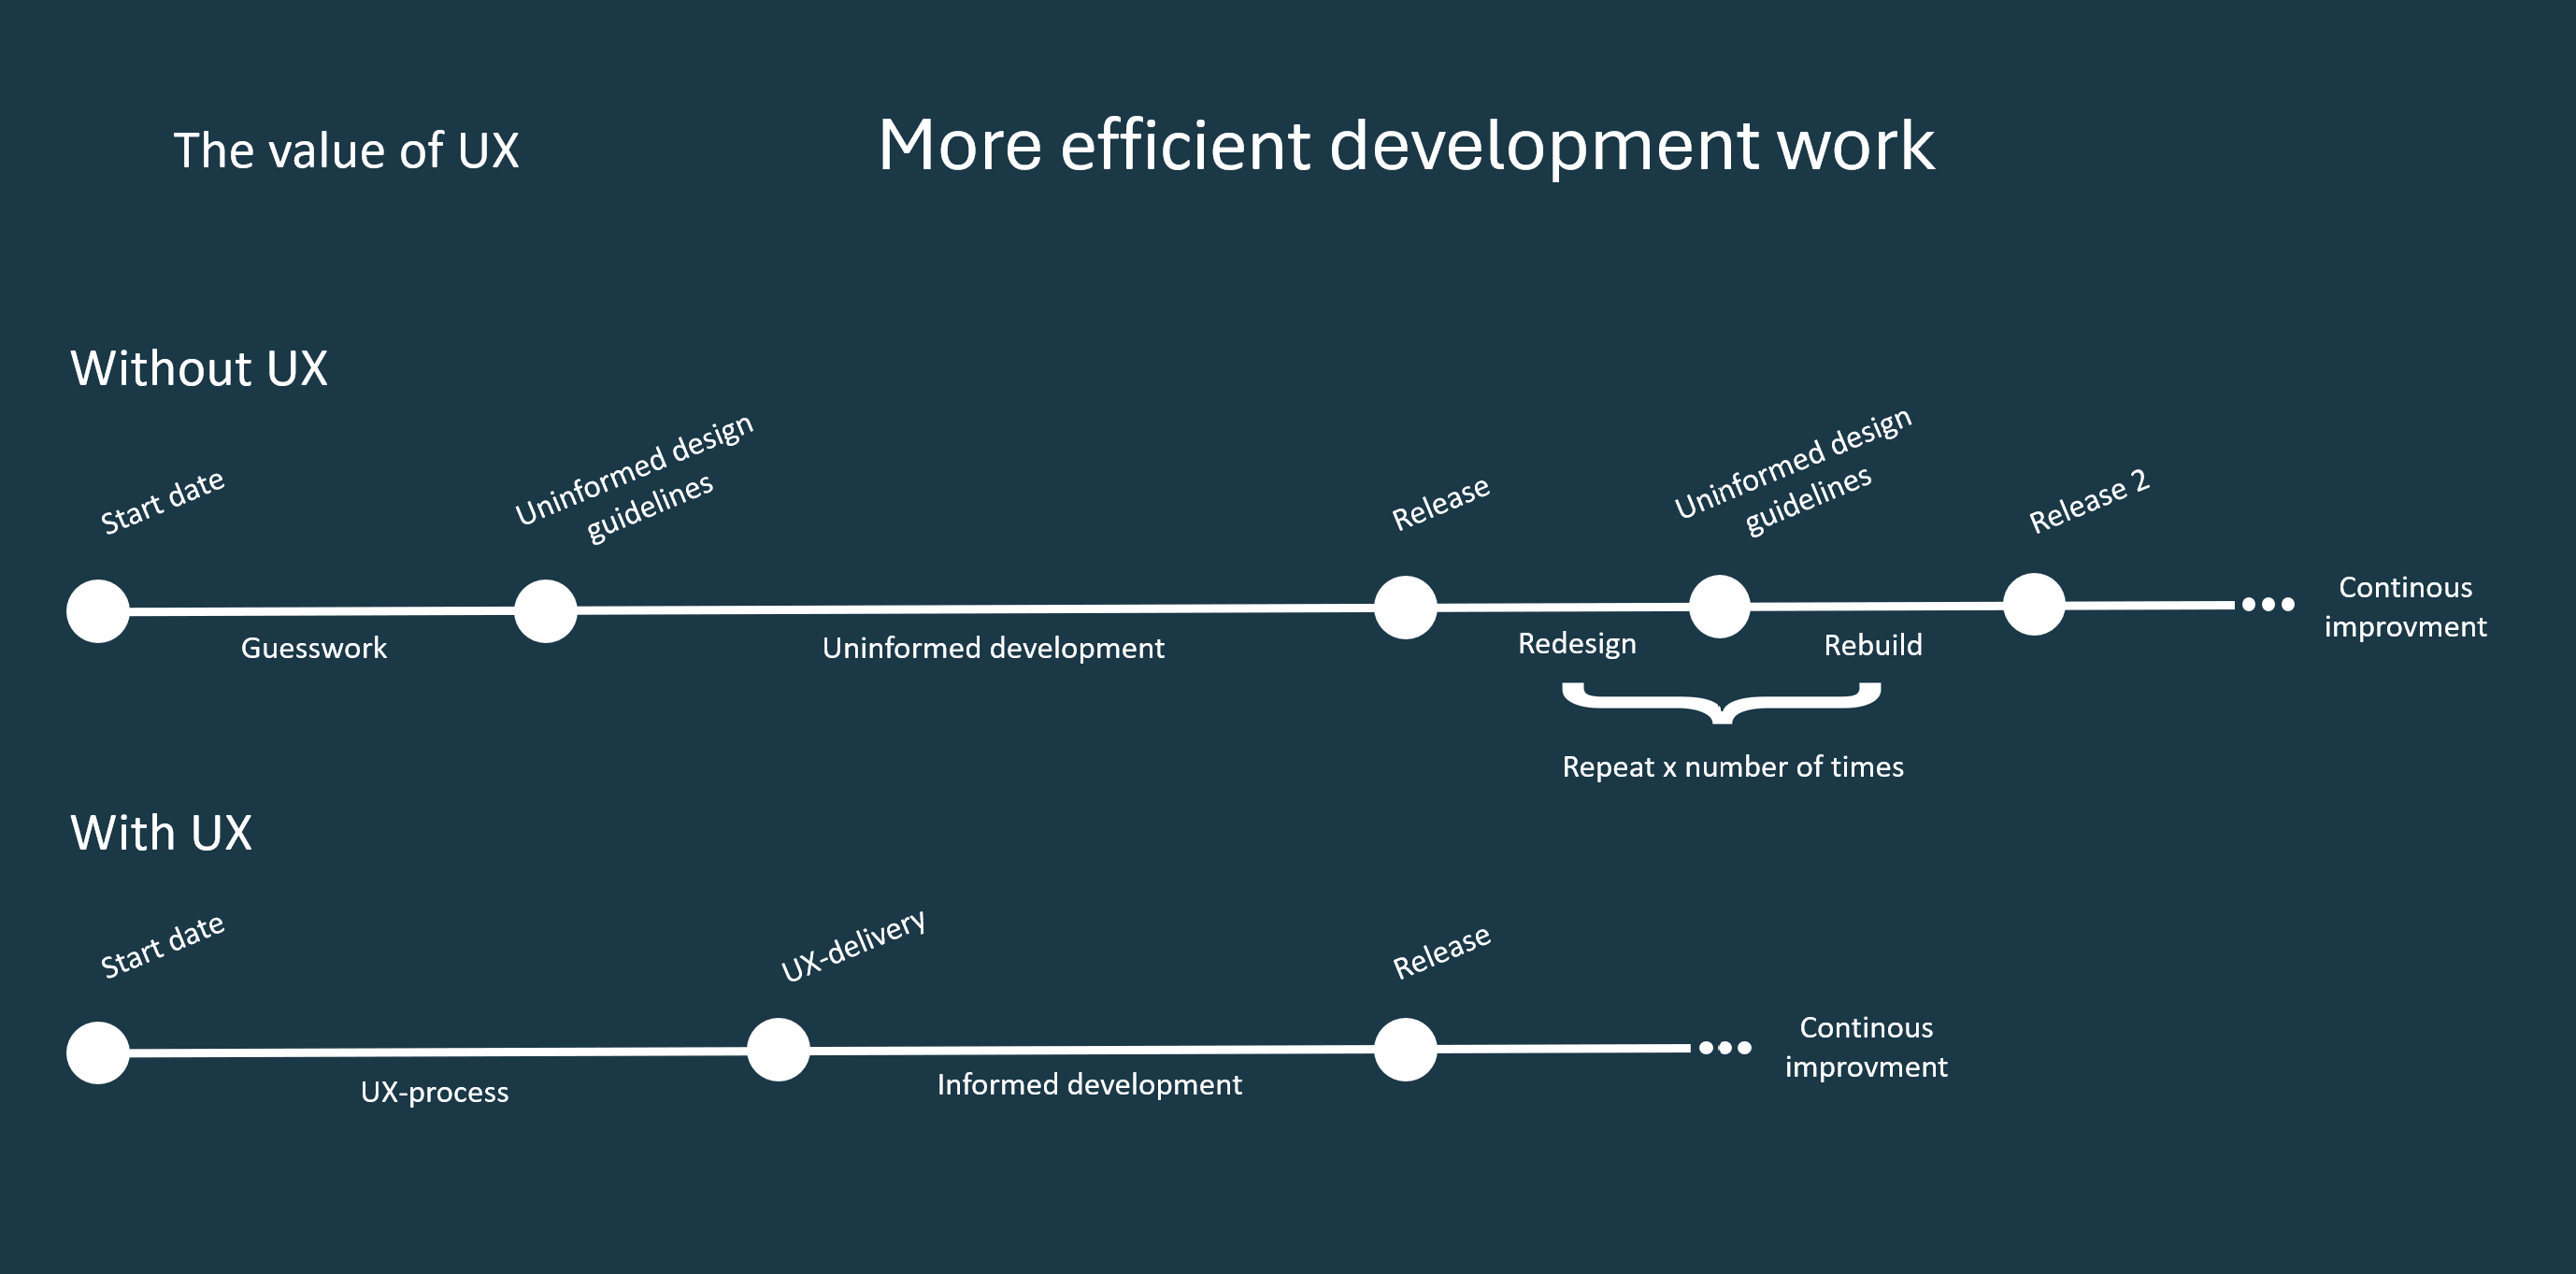 The value of UX
More efficient development work
Without UX
Start date
Uninformed design
guidelines
Release
Uninformed design
guidelines
Release 2
Guesswork
Uninformed development
Redesign
Rebuild
Continous
improvment
Repeat x number of times
With UX
Start date
UX-delivery
Release
UX-process
Informed development
Continous
improvment